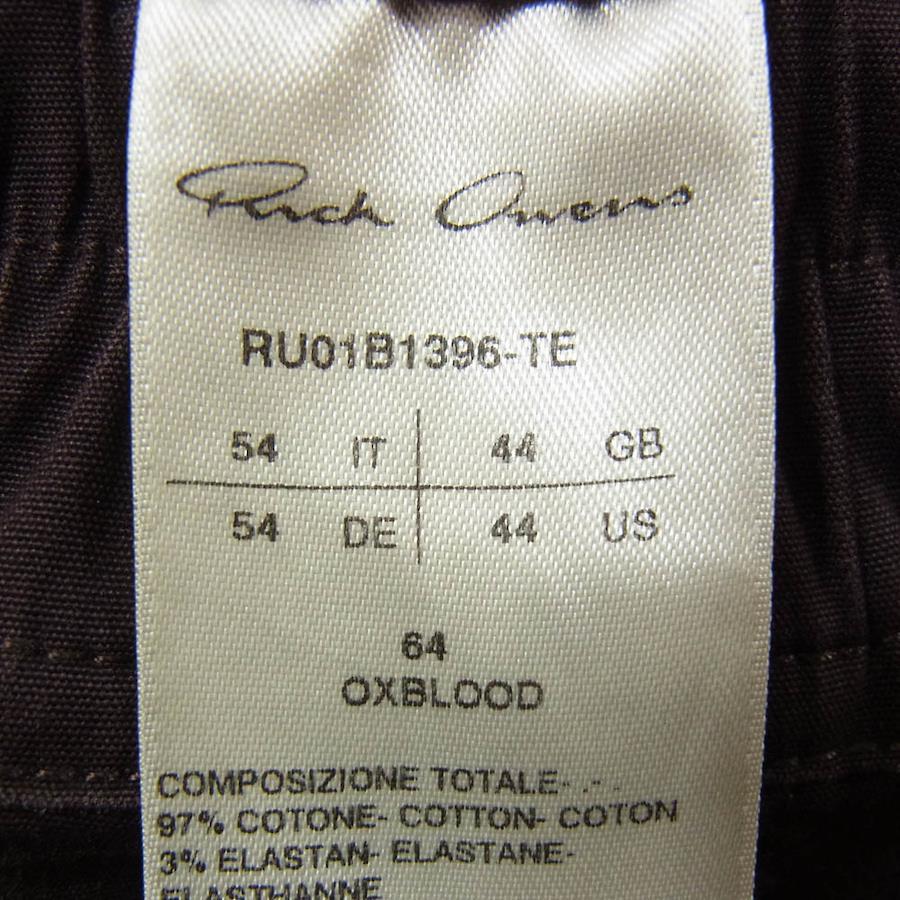 Rick Owens
RU01B1396-TE
54 IT 44 GB
54 DE 44 US
64
OXBLOOD
COMPOSIZIONE TOTALE- .- .
97% COTONE- COTTON- COTON
3% ELASTAN- ELASTANE-
ELASTHANNE